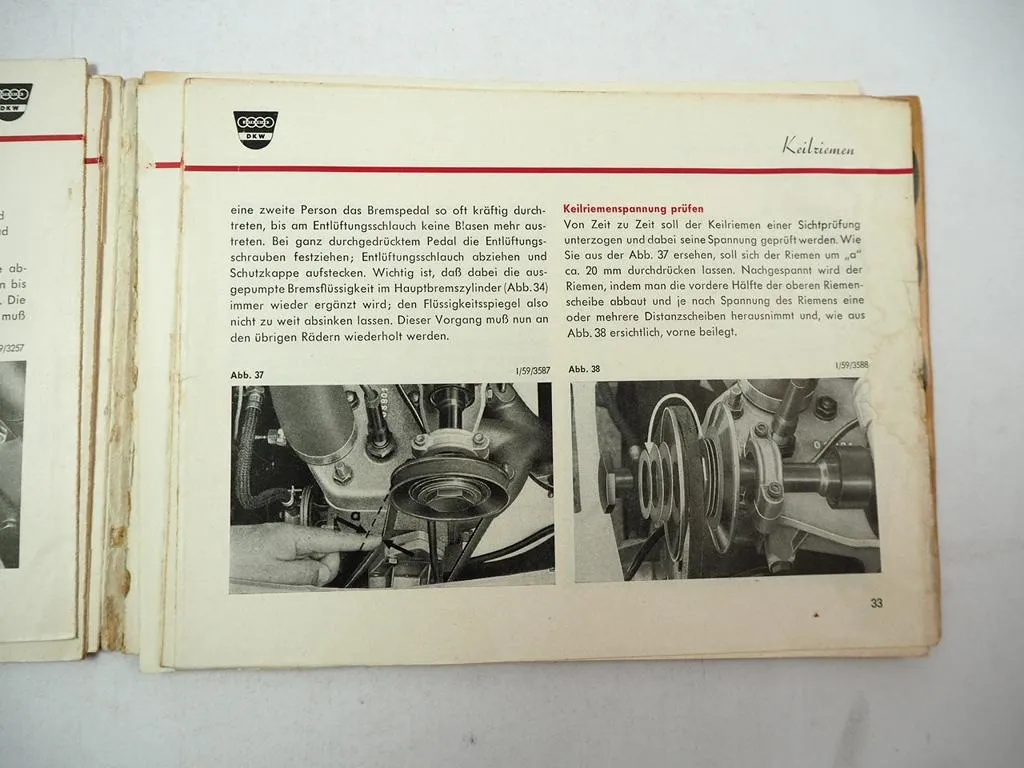 DKW
d
d
e ab-
n bis
. Die
muß
9/3257
DKW
Keilriemen
eine zweite Person das Bremspedal so oft kräftig durch-
treten, bis am Entlüftungsschlauch keine Blasen mehr aus-
treten. Bei ganz durchgedrücktem Pedal die Entlüftungs-
schrauben festziehen; Entlüftungsschlauch abziehen und
Schutzkappe aufstecken. Wichtig ist, daß dabei die aus-
gepumpte Bremsflüssigkeit im Hauptbremszylinder (Abb. 34)
immer wieder ergänzt wird; den Flüssigkeitsspiegel also
nicht zu weit absinken lassen. Dieser Vorgang muß nun an
den übrigen Rädern wiederholt werden.
Keilriemenspannung prüfen
Von Zeit zu Zeit soll der Keilriemen einer Sichtprüfung
unterzogen und dabei seine Spannung geprüft werden. Wie
Sie aus der Abb. 37 ersehen, soll sich der Riemen um „a“
ca. 20 mm durchdrücken lassen. Nachgespannt wird der
Riemen, indem man die vordere Hälfte der oberen Riemen-
scheibe abbaut und je nach Spannung des Riemens eine
oder mehrere Distanzscheiben herausnimmt und, wie aus
Abb. 38 ersichtlich, vorne beilegt.
Abb. 37
I/59/3587
Abb. 38
I/59/3588
a
33